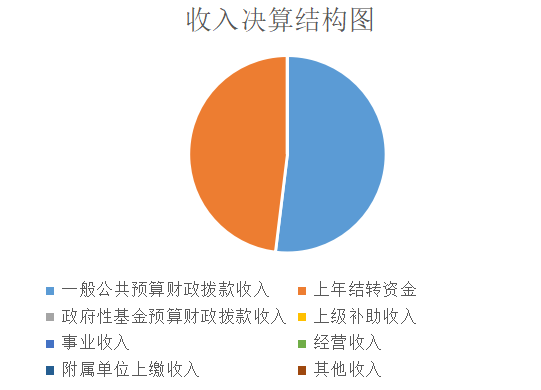 收入决算结构图
一般公共预算财政拨款收入 上年结转资金
政府性基金预算财政拨款收入 上级补助收入
事业收入 经营收入
附属单位上缴收入 其他收入